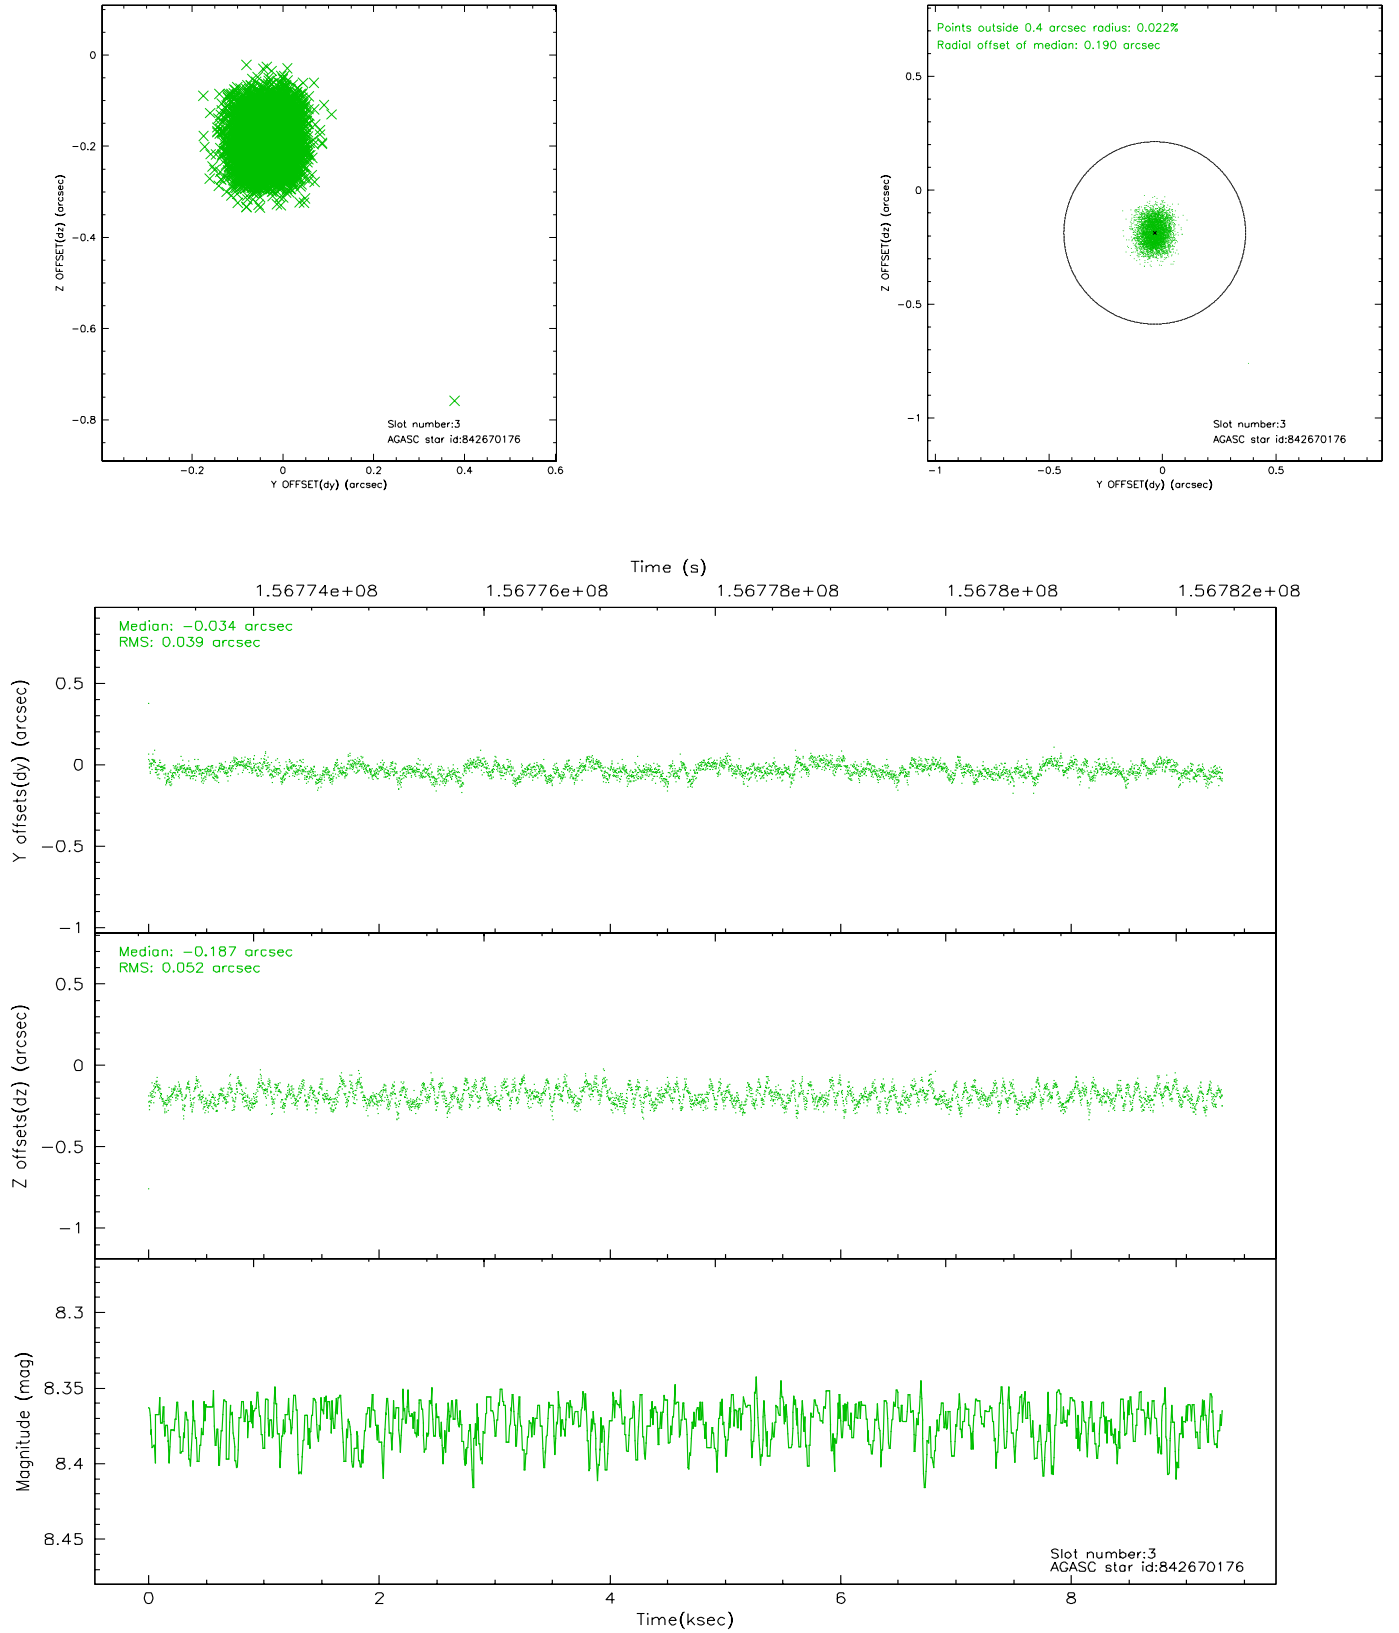 0
−0.2
−0.4
−0.6
−0.8
Z OFFSET(dz) (arcsec)
Slot number:3
AGASC star id:842670176
−0.2 0 0.2 0.4 0.6
Y OFFSET(dy) (arcsec)
Points outside 0.4 arcsec radius: 0.022%
Radial offset of median: 0.190 arcsec
0.5
0
−0.5
−1
Z OFFSET(dz) (arcsec)
Slot number:3
AGASC star id:842670176
−1 −0.5 0 0.5
Y OFFSET(dy) (arcsec)
Time (s)
1.56774e+08 1.56776e+08 1.56778e+08 1.5678e+08 1.56782e+08
Median: −0.034 arcsec
RMS: 0.039 arcsec
0.5
0
−0.5
−1
Y offsets(dy) (arcsec)
Median: −0.187 arcsec
RMS: 0.052 arcsec
0.5
0
−0.5
−1
Z offsets(dz) (arcsec)
8.3
8.35
8.4
8.45
Magnitude (mag)
Slot number:3
AGASC star id:842670176
0 2 4 6 8
Time(ksec)